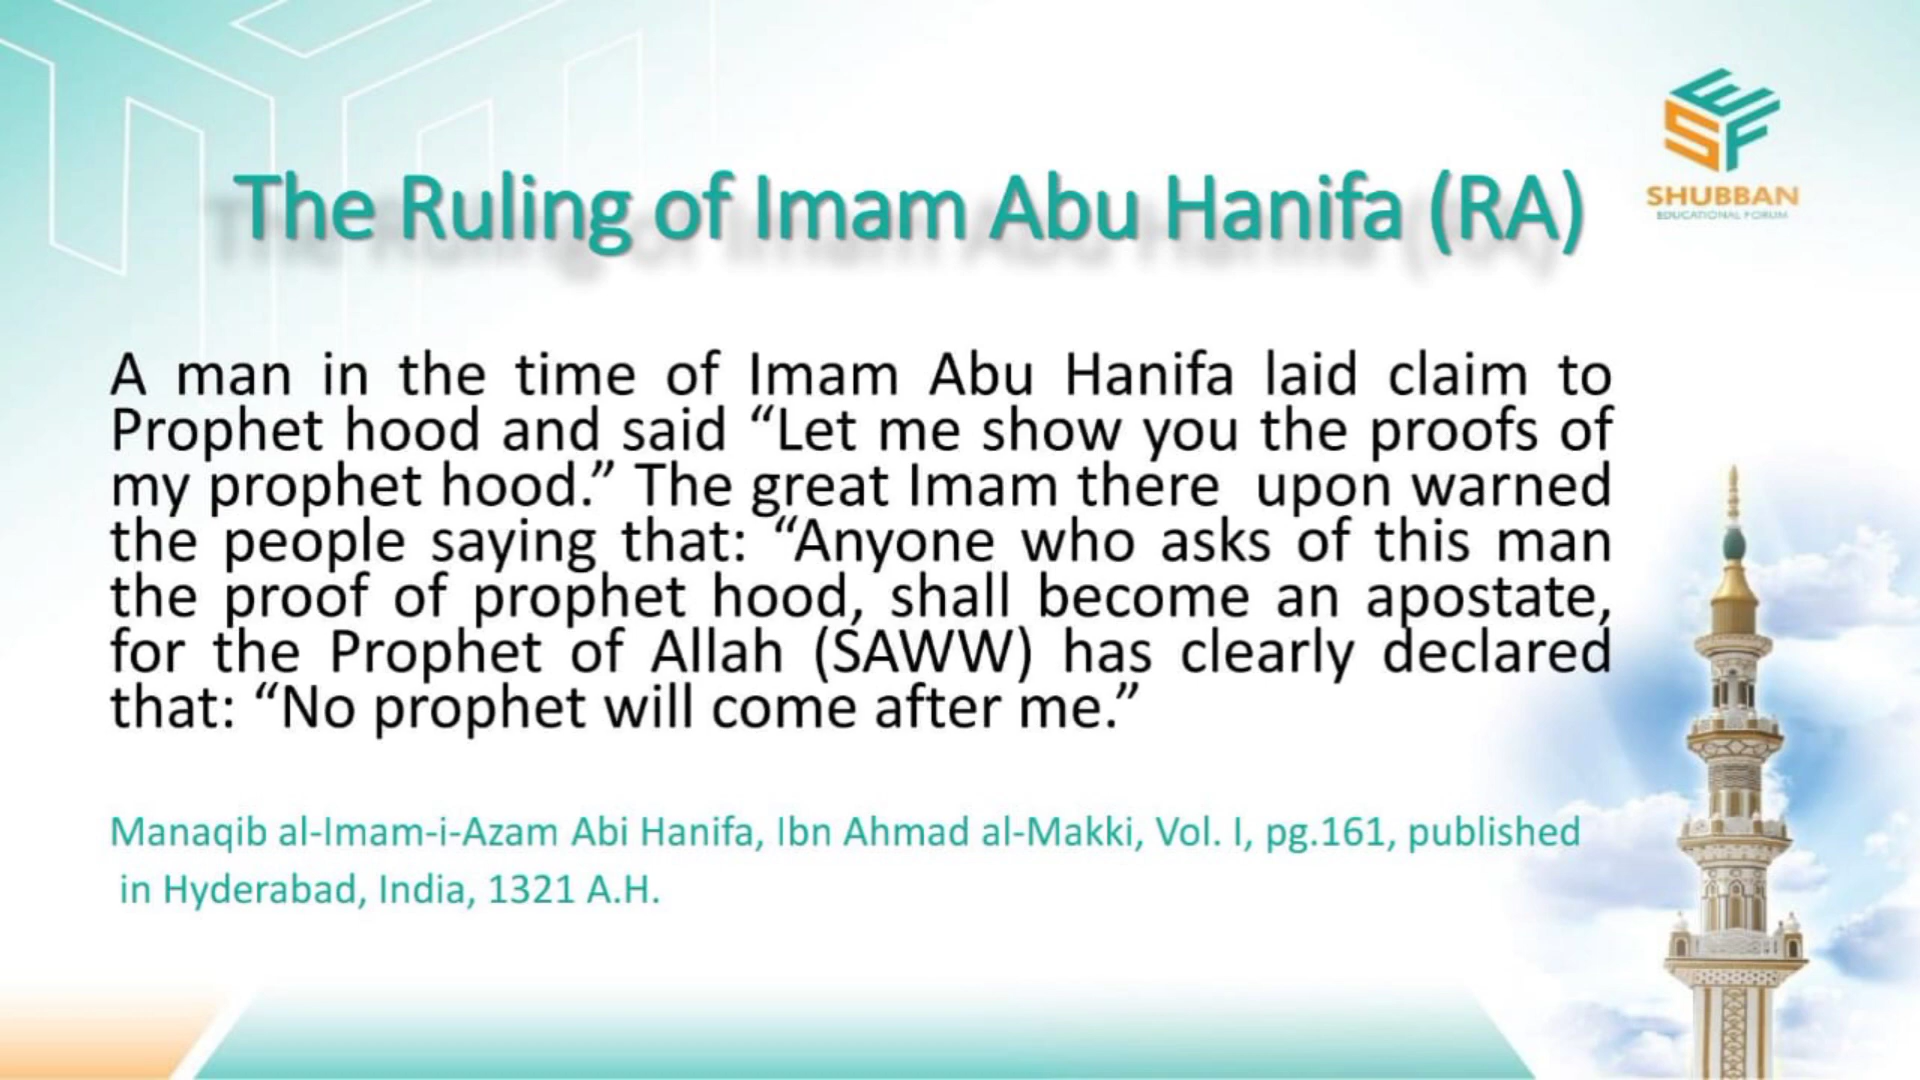 SHUBBAN
EDUCATIONAL FORUM
The Ruling of Imam Abu Hanifa (RA)
A man in the time of Imam Abu Hanifa laid claim to
Prophet hood and said “Let me show you the proofs of
my prophet hood.” The great Imam there  upon warned
the people saying that: “Anyone who asks of this man
the proof of prophet hood, shall become an apostate,
for the Prophet of Allah (SAWW) has clearly declared
that: “No prophet will come after me.”
Manaqib al-Imam-i-Azam Abi Hanifa, Ibn Ahmad al-Makki, Vol. I, pg.161, published
in Hyderabad, India, 1321 A.H.